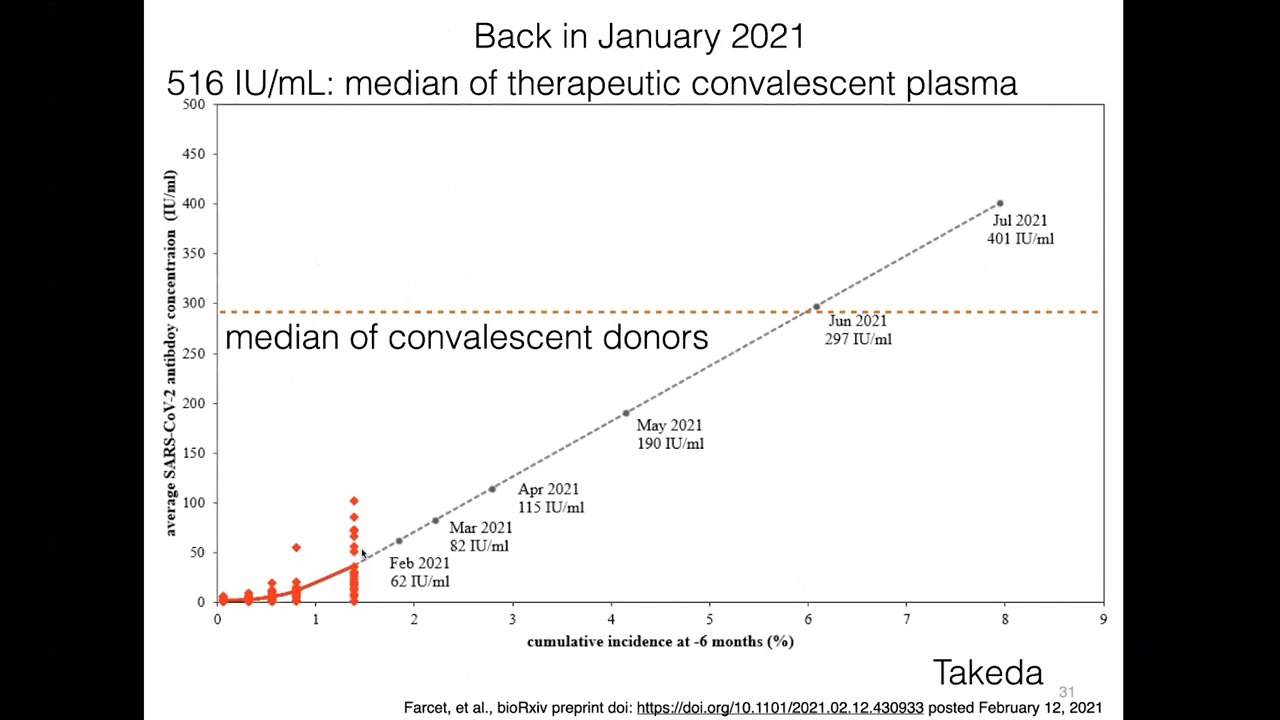 Back in January 2021
516 IU/mL: median of therapeutic convalescent plasma
average SARS-CoV-2 antibdoy concentraion (IU/ml)
500
450
400
350
300
250
200
150
100
50
0
Jul 2021
401 IU/ml
Jun 2021
297 IU/ml
median of convalescent donors
May 2021
190 IU/ml
Apr 2021
115 IU/ml
Mar 2021
82 IU/ml
Feb 2021
62 IU/ml
0 1 2 3 4 5 6 7 8 9
cumulative incidence at -6 months (%)
Takeda
31
Farcet, et al., bioRxiv preprint doi: https://doi.org/10.1101/2021.02.12.430933 posted February 12, 2021